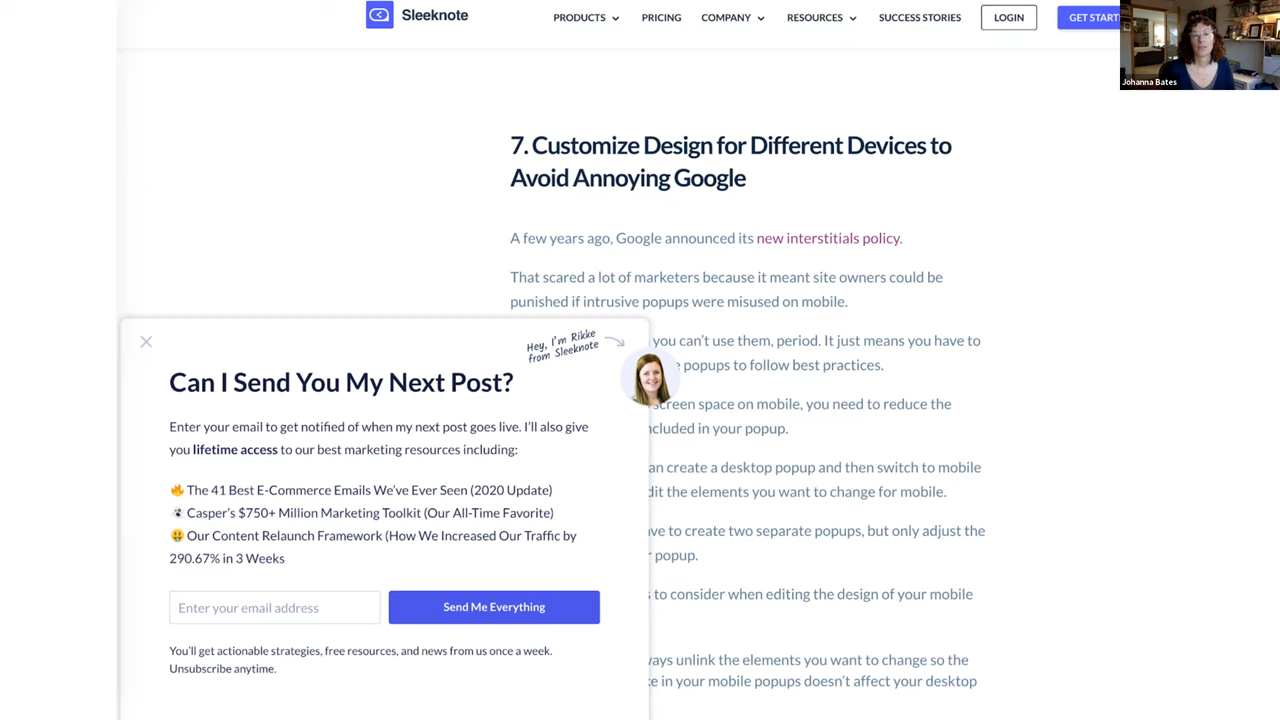 Sleeknote
PRODUCTS
PRICING
COMPANY
RESOURCES
SUCCESS STORIES
LOGIN
GET START
Johanna Bates
7. Customize Design for Different Devices to
Avoid Annoying Google
A few years ago, Google announced its new interstitials policy.
That scared a lot of marketers because it meant site owners could be
punished if intrusive popups were misused on mobile.
you can't use them, period. It just means you have to
popups to follow best practices.
screen space on mobile, you need to reduce the
included in your popup.
an create a desktop popup and then switch to mobile
dit the elements you want to change for mobile.
ve to create two separate popups, but only adjust the
popup.
to consider when editing the design of your mobile
ways unlink the elements you want to change so the
in your mobile popups doesn't affect your desktop
Hey, I'm Rikke
from Sleeknote
Can I Send You My Next Post?
Enter your email to get notified of when my next post goes live. I'll also give
you lifetime access to our best marketing resources including:
🔥 The 41 Best E-Commerce Emails We've Ever Seen (2020 Update)
Casper's $750+ Million Marketing Toolkit (Our All-Time Favorite)
🤑 Our Content Relaunch Framework (How We Increased Our Traffic by
290.67% in 3 Weeks
Enter your email address
Send Me Everything
You'll get actionable strategies, free resources, and news from us once a week.
Unsubscribe anytime.